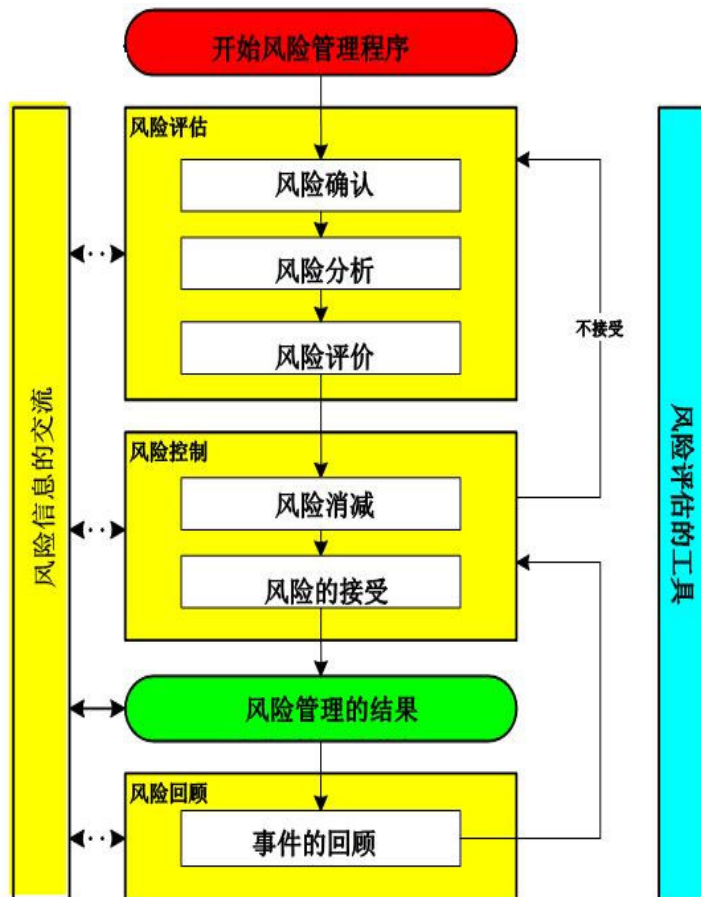 开始风险管理程序
风险评估
风险确认
风险分析
风险评价
不接受
风险控制
风险消减
风险的接受
风险管理的结果
风险回顾
事件的回顾
风险信息的交流
风险评估的工具